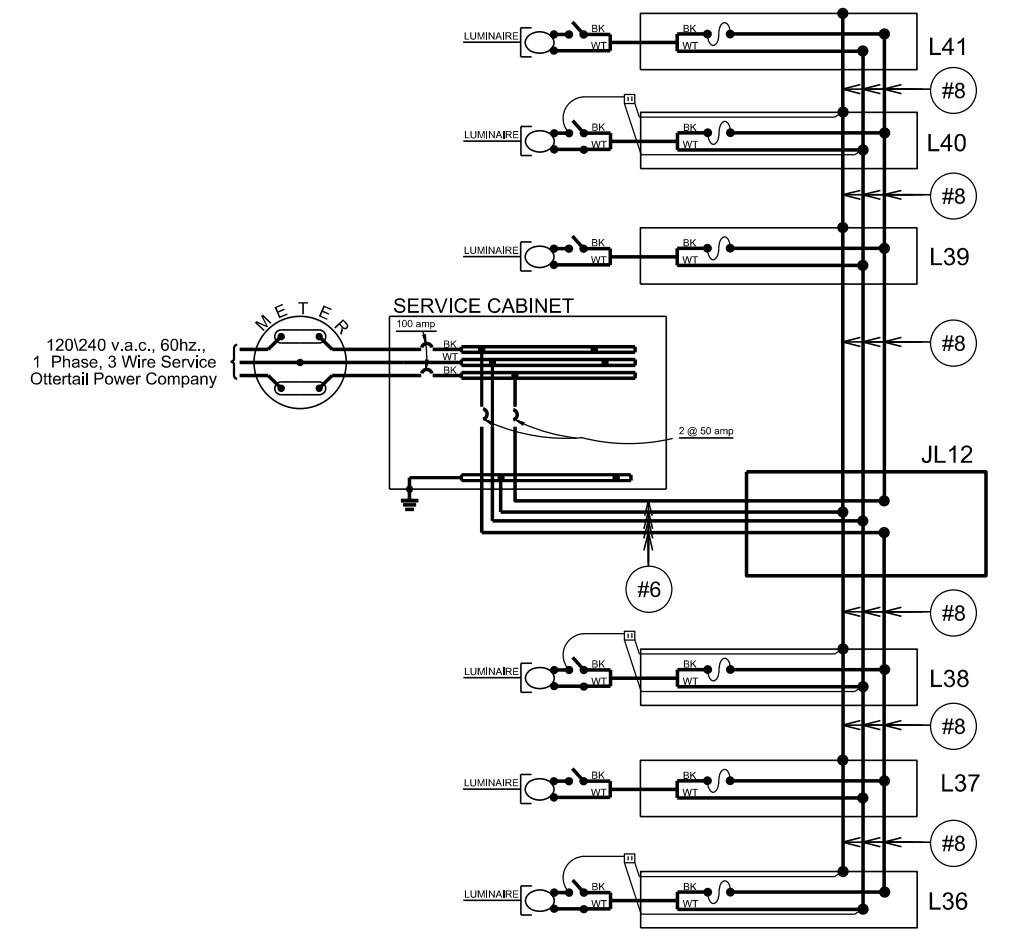 LUMINAIRE
BK
WT
BK
WT
L41
#8
LUMINAIRE
BK
WT
BK
WT
L40
#8
LUMINAIRE
BK
WT
BK
WT
L39
METER
SERVICE CABINET
100 amp
120\240 v.a.c., 60hz.,
1 Phase, 3 Wire Service
Ottertail Power Company
BK
WT
BK
#8
2 @ 50 amp
JL12
#6
#8
LUMINAIRE
BK
WT
BK
WT
L38
#8
LUMINAIRE
BK
WT
BK
WT
L37
#8
LUMINAIRE
BK
WT
BK
WT
L36